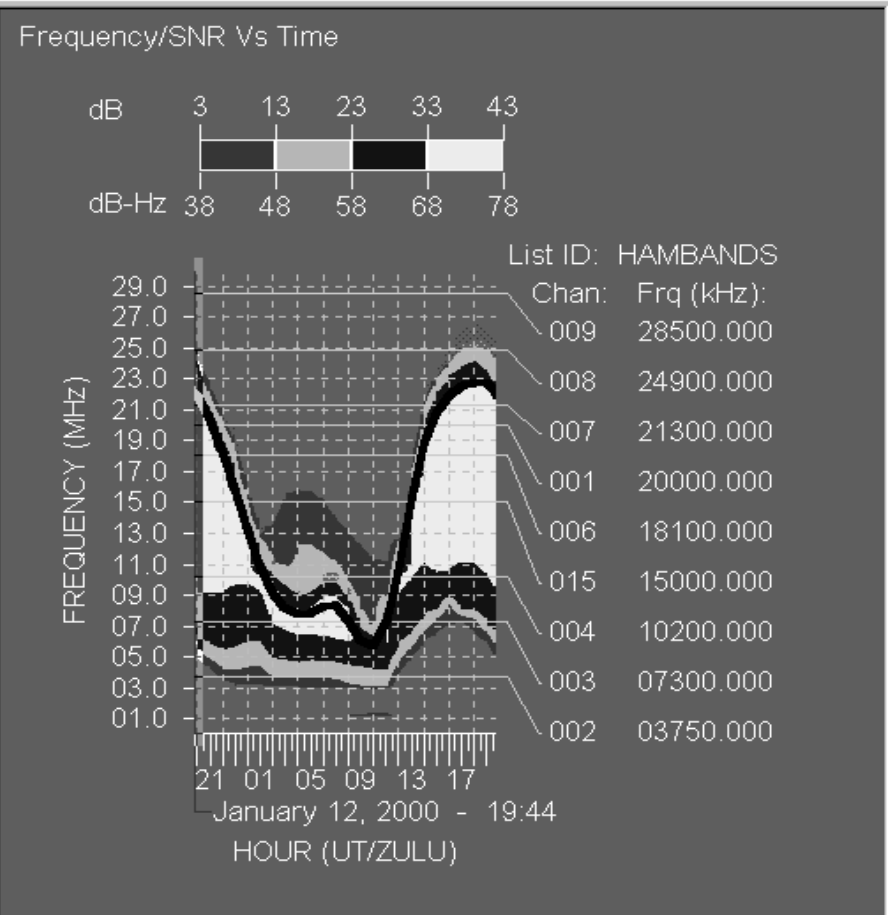 Frequency/SNR Vs Time
dB 3 13 23 33 43
dB-Hz 38 48 58 68 78
List ID: HAMBANDS
Chan: Frq (kHz):
009 28500.000
008 24900.000
007 21300.000
001 20000.000
006 18100.000
015 15000.000
004 10200.000
003 07300.000
002 03750.000
FREQUENCY (MHz)
29.0
27.0
25.0
23.0
21.0
19.0
17.0
15.0
13.0
11.0
09.0
07.0
05.0
03.0
01.0
21 01 05 09 13 17
January 12, 2000 - 19:44
HOUR (UT/ZULU)